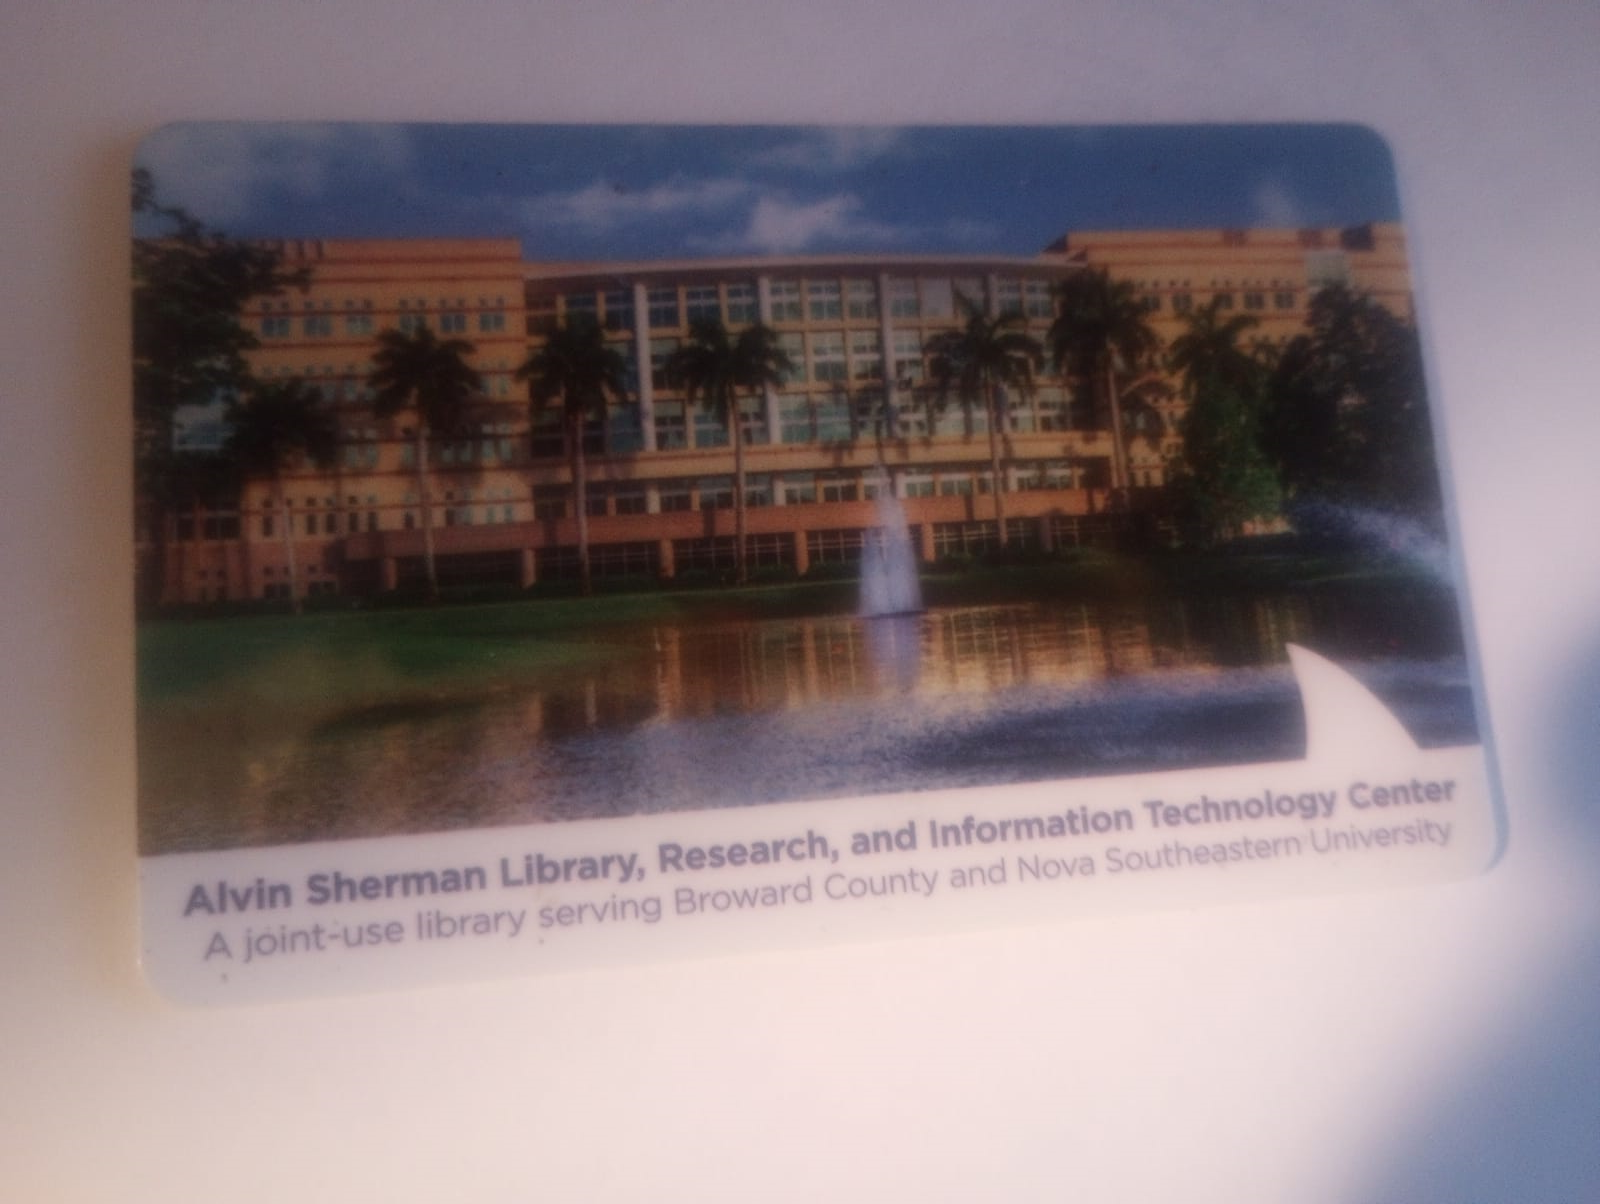 Alvin Sherman Library, Research, and Information Technology Center
A joint-use library serving Broward County and Nova Southeastern University